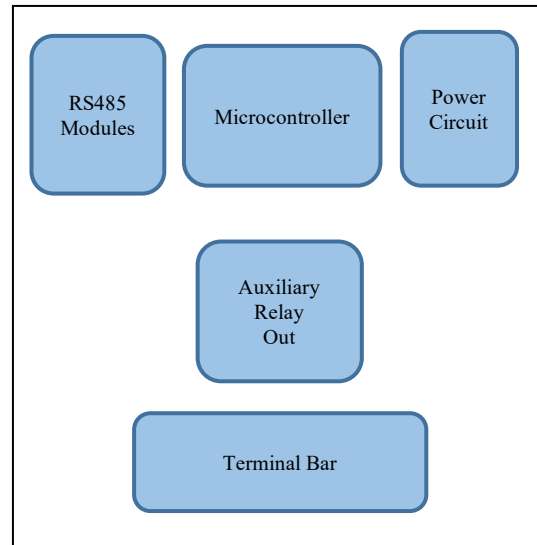 RS485
Modules
Microcontroller
Power
Circuit
Auxiliary
Relay
Out
Terminal Bar